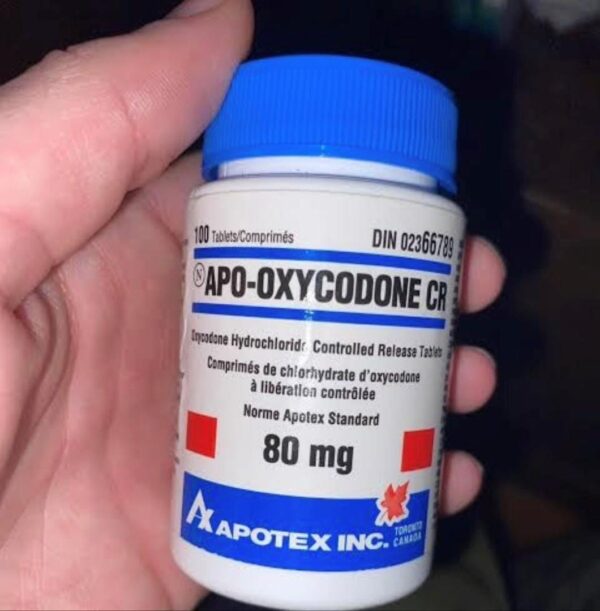 100 Tablets/Comprimés
DIN 02366789
N APO-OXYCODONE CR
Oxycodone Hydrochloride Controlled Release Tablets
Comprimés de chlorhydrate d'oxycodone
à libération contrôlée
Norme Apotex Standard
80 mg
APOTEX INC.
TORONTO
CANADA